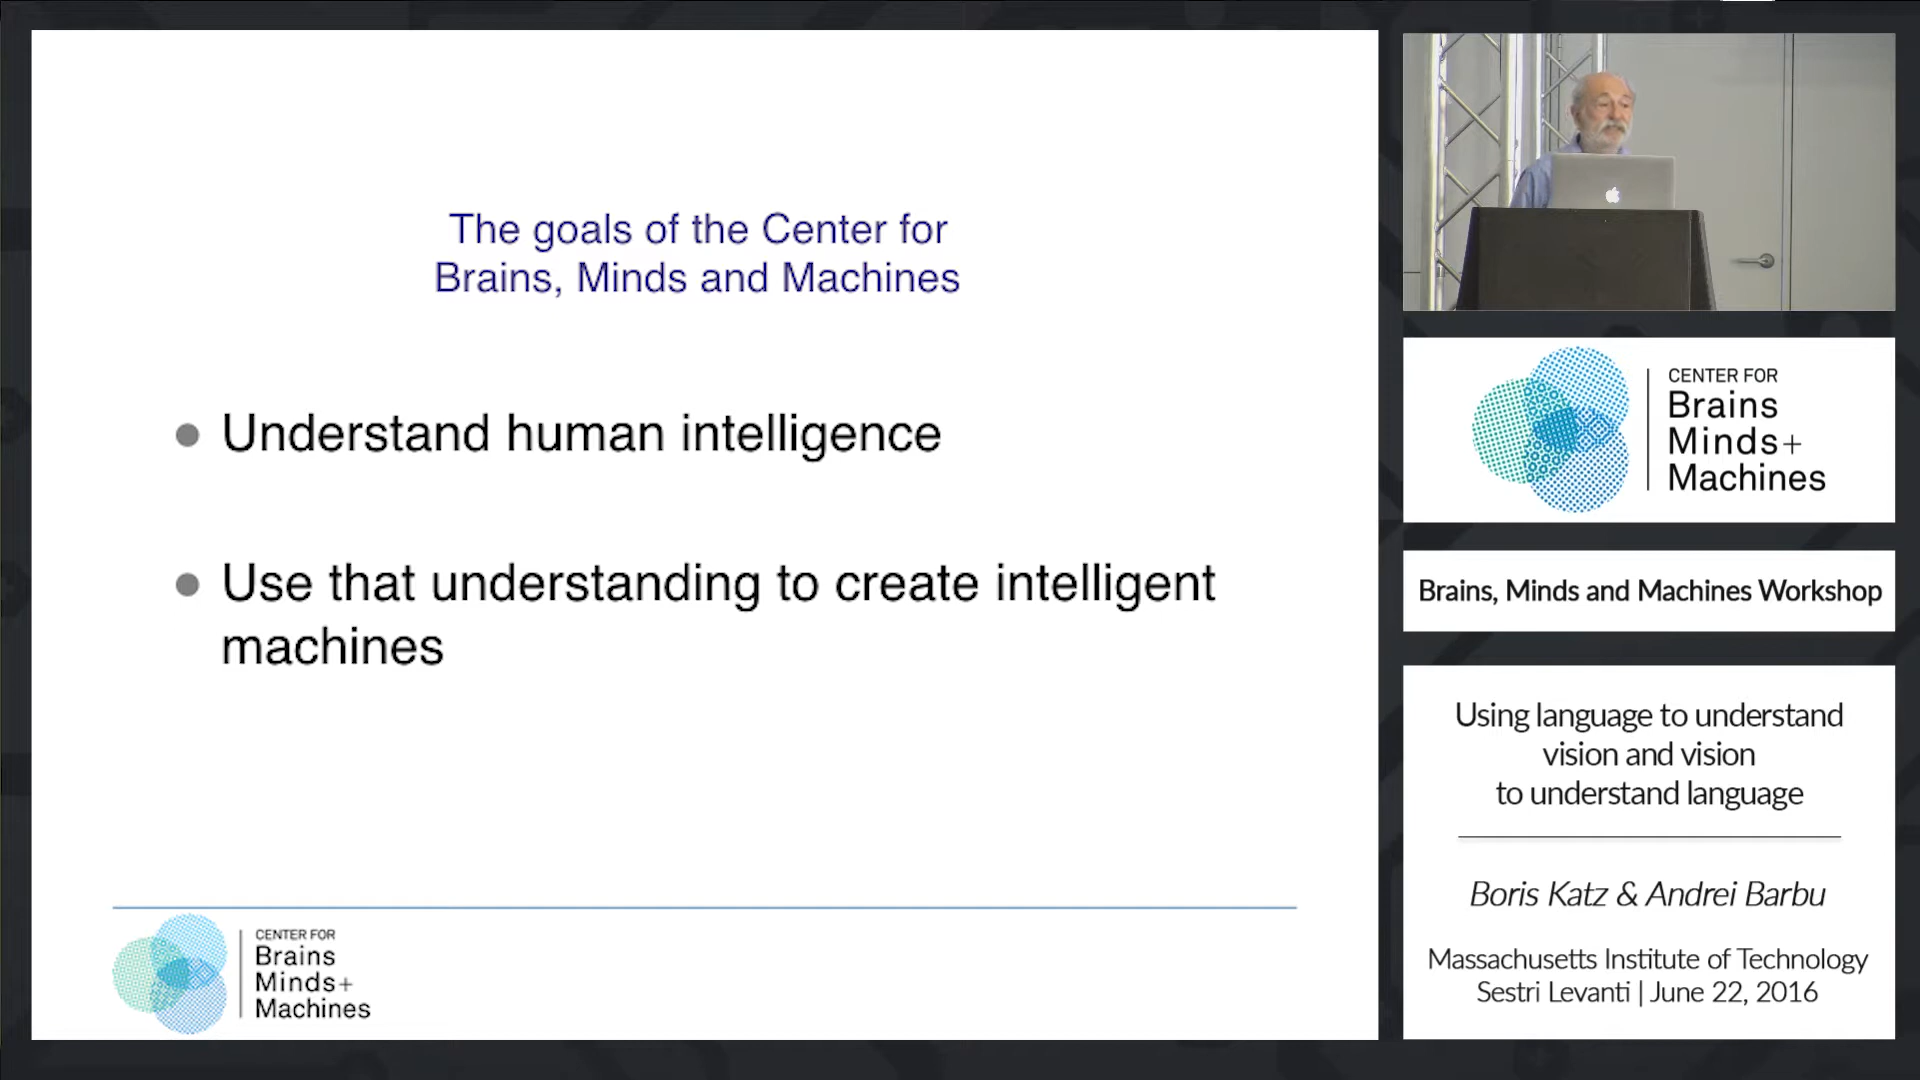 The goals of the Center for
Brains, Minds and Machines
Understand human intelligence
Use that understanding to create intelligent
machines
CENTER FOR
Brains
Minds+
Machines
CENTER FOR
Brains
Minds+
Machines
Brains, Minds and Machines Workshop
Using language to understand
vision and vision
to understand language
Boris Katz & Andrei Barbu
Massachusetts Institute of Technology
Sestri Levanti | June 22, 2016